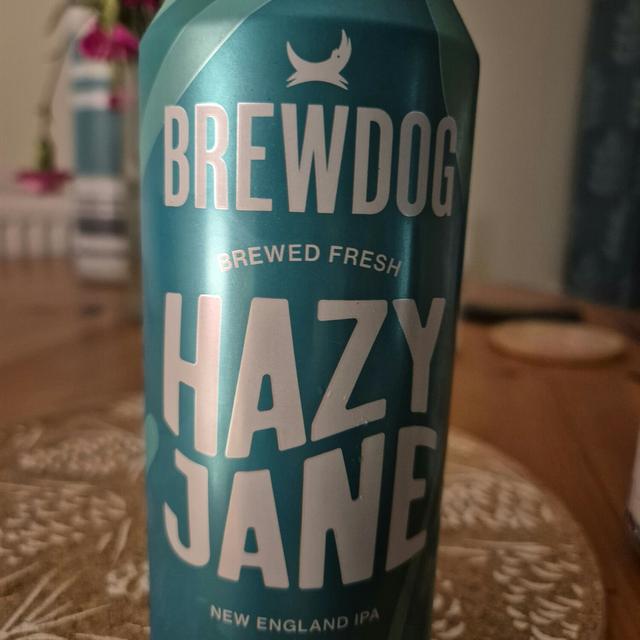 BREWDOG
BREWED FRESH
HAZY
JANE
NEW ENGLAND IPA